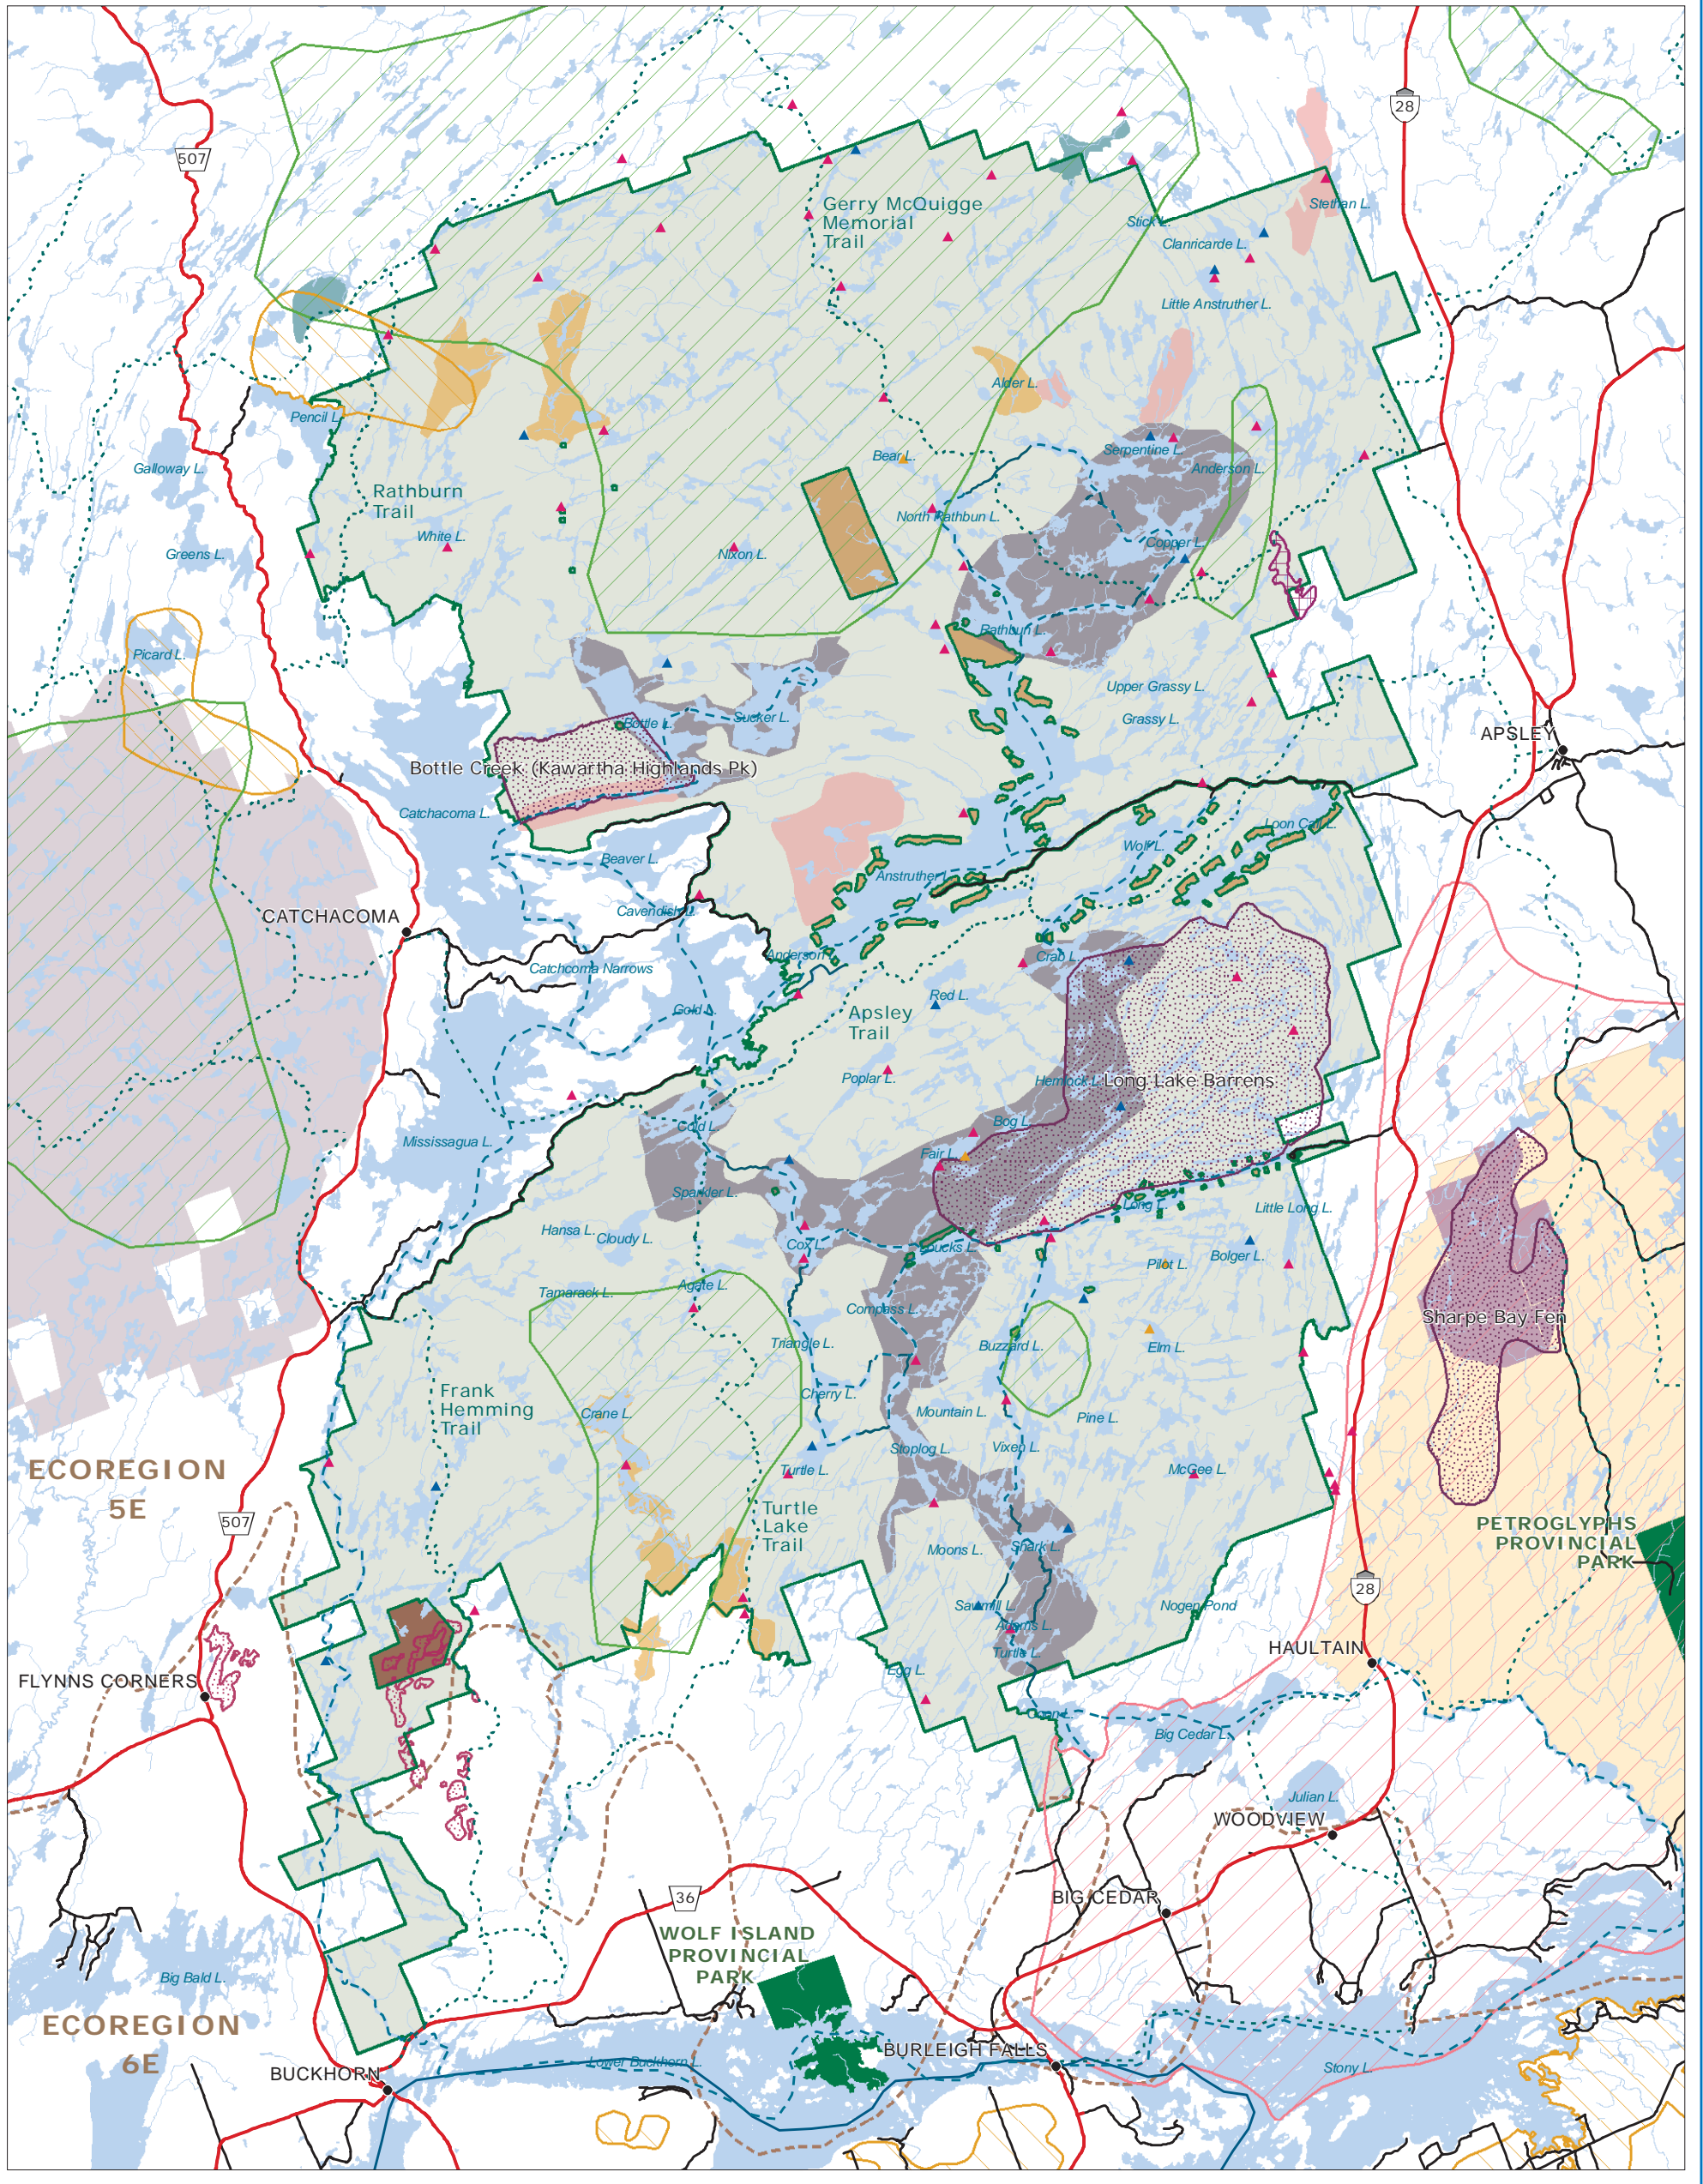 28
507
Gerry McQuigge
Memorial
Trail
Stethan L.
Stick L.
Clanricarde L.
Little Anstruther L.
Alder L.
Pencil L.
Galloway L.
Bear L.
Serpentine L.
Anderson L.
Rathburn
Trail
North Rathbun L.
White L.
Greens L.
Nixon L.
Copper L.
Rathbun L.
Picard L.
Upper Grassy L.
Bottle L.
Sucker L.
Grassy L.
APSLEY
Bottle Creek (Kawartha Highlands Pk)
Catchacoma L.
Loon Call L.
Wolf L.
Beaver L.
Anstruther L.
CATCHACOMA
Cavendish L.
Anderson L.
Crab L.
Catchcoma Narrows
Red L.
Gold L.
Apsley
Trail
Poplar L.
Hemlock L.
Long Lake Barrens
Bog L.
Cold L.
Mississagua L.
Fair L.
Sparkler L.
Long L.
Little Long L.
Hansa L.
Cloudy L.
Cox L.
Loucks L.
Bolger L.
Pilot L.
Agate L.
Tamarack L.
Compass L.
Sharpe Bay Fen
Triangle L.
Buzzard L.
Elm L.
Frank
Hemming
Trail
Cherry L.
Crane L.
Mountain L.
Pine L.
Stoplog L.
Vixen L.
ECOREGION
5E
Turtle L.
McGee L.
Turtle
Lake
Trail
507
PETROGLYPHS
PROVINCIAL
PARK
Moons L.
Shark L.
28
Sawmill L.
Nogen Pond
Adams L.
HAULTAIN
Turtle L.
Egg L.
FLYNNS CORNERS
Coon L.
Big Cedar L.
Julian L.
WOODVIEW
36
BIG CEDAR
WOLF ISLAND
PROVINCIAL
PARK
Big Bald L.
ECOREGION
6E
BURLEIGH FALLS
Lower Buckhorn L.
Stony L.
BUCKHORN